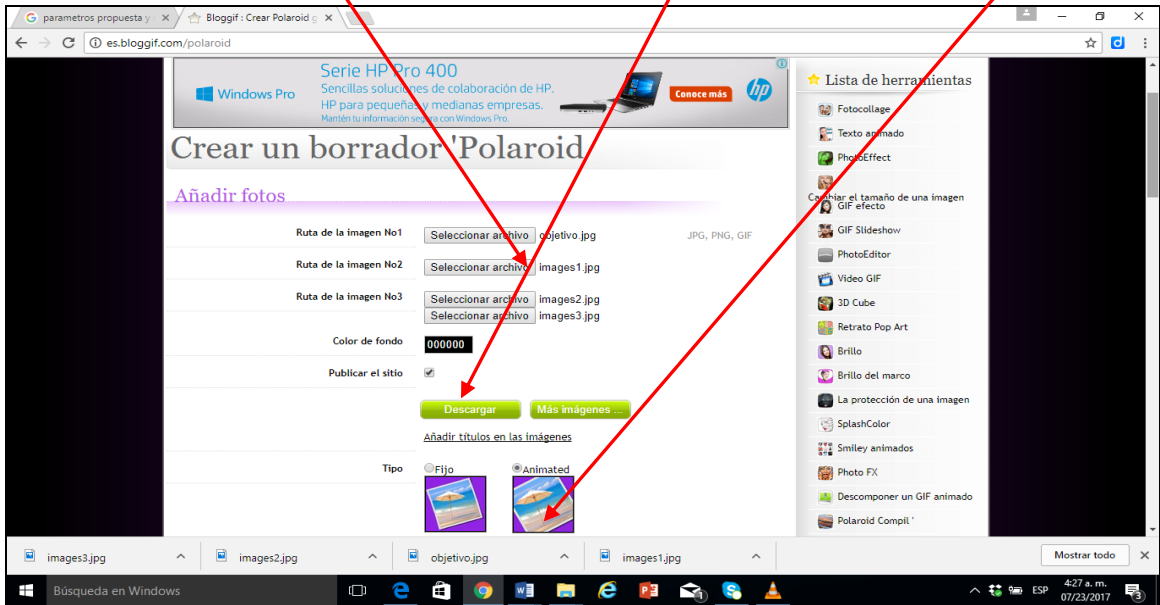 parametros propuesta y
Bloggif : Crear Polaroid g
es.bloggif.com/polaroid
Windows Pro
Serie HP Pro 400
Sencillas soluciones de colaboración de HP.
HP para pequeñas y medianas empresas.
Mantén tu información segura con Windows Pro.
Conoce más
hp
Crear un borrador 'Polaroid
Añadir fotos
Ruta de la imagen No1
Seleccionar archivo objetivo.jpg
JPG, PNG, GIF
Ruta de la imagen No2
Seleccionar archivo images1.jpg
Ruta de la imagen No3
Seleccionar archivo images2.jpg
Seleccionar archivo images3.jpg
Color de fondo
000000
Publicar el sitio
Descargar
Más imágenes ...
Añadir títulos en las imágenes
Tipo
Fijo
Animated
Lista de herramientas
Fotocollage
Texto animado
PhotoEffect
Cambiar el tamaño de una imagen
GIF efecto
GIF Slideshow
PhotoEditor
Video GIF
3D Cube
Retrato Pop Art
Brillo
Brillo del marco
La protección de una imagen
SplashColor
Smiley animados
Photo FX
Descomponer un GIF animado
Polaroid Compil '
images3.jpg
images2.jpg
objetivo.jpg
images1.jpg
Mostrar todo
Búsqueda en Windows
ESP
4:27 a. m.
07/23/2017
3